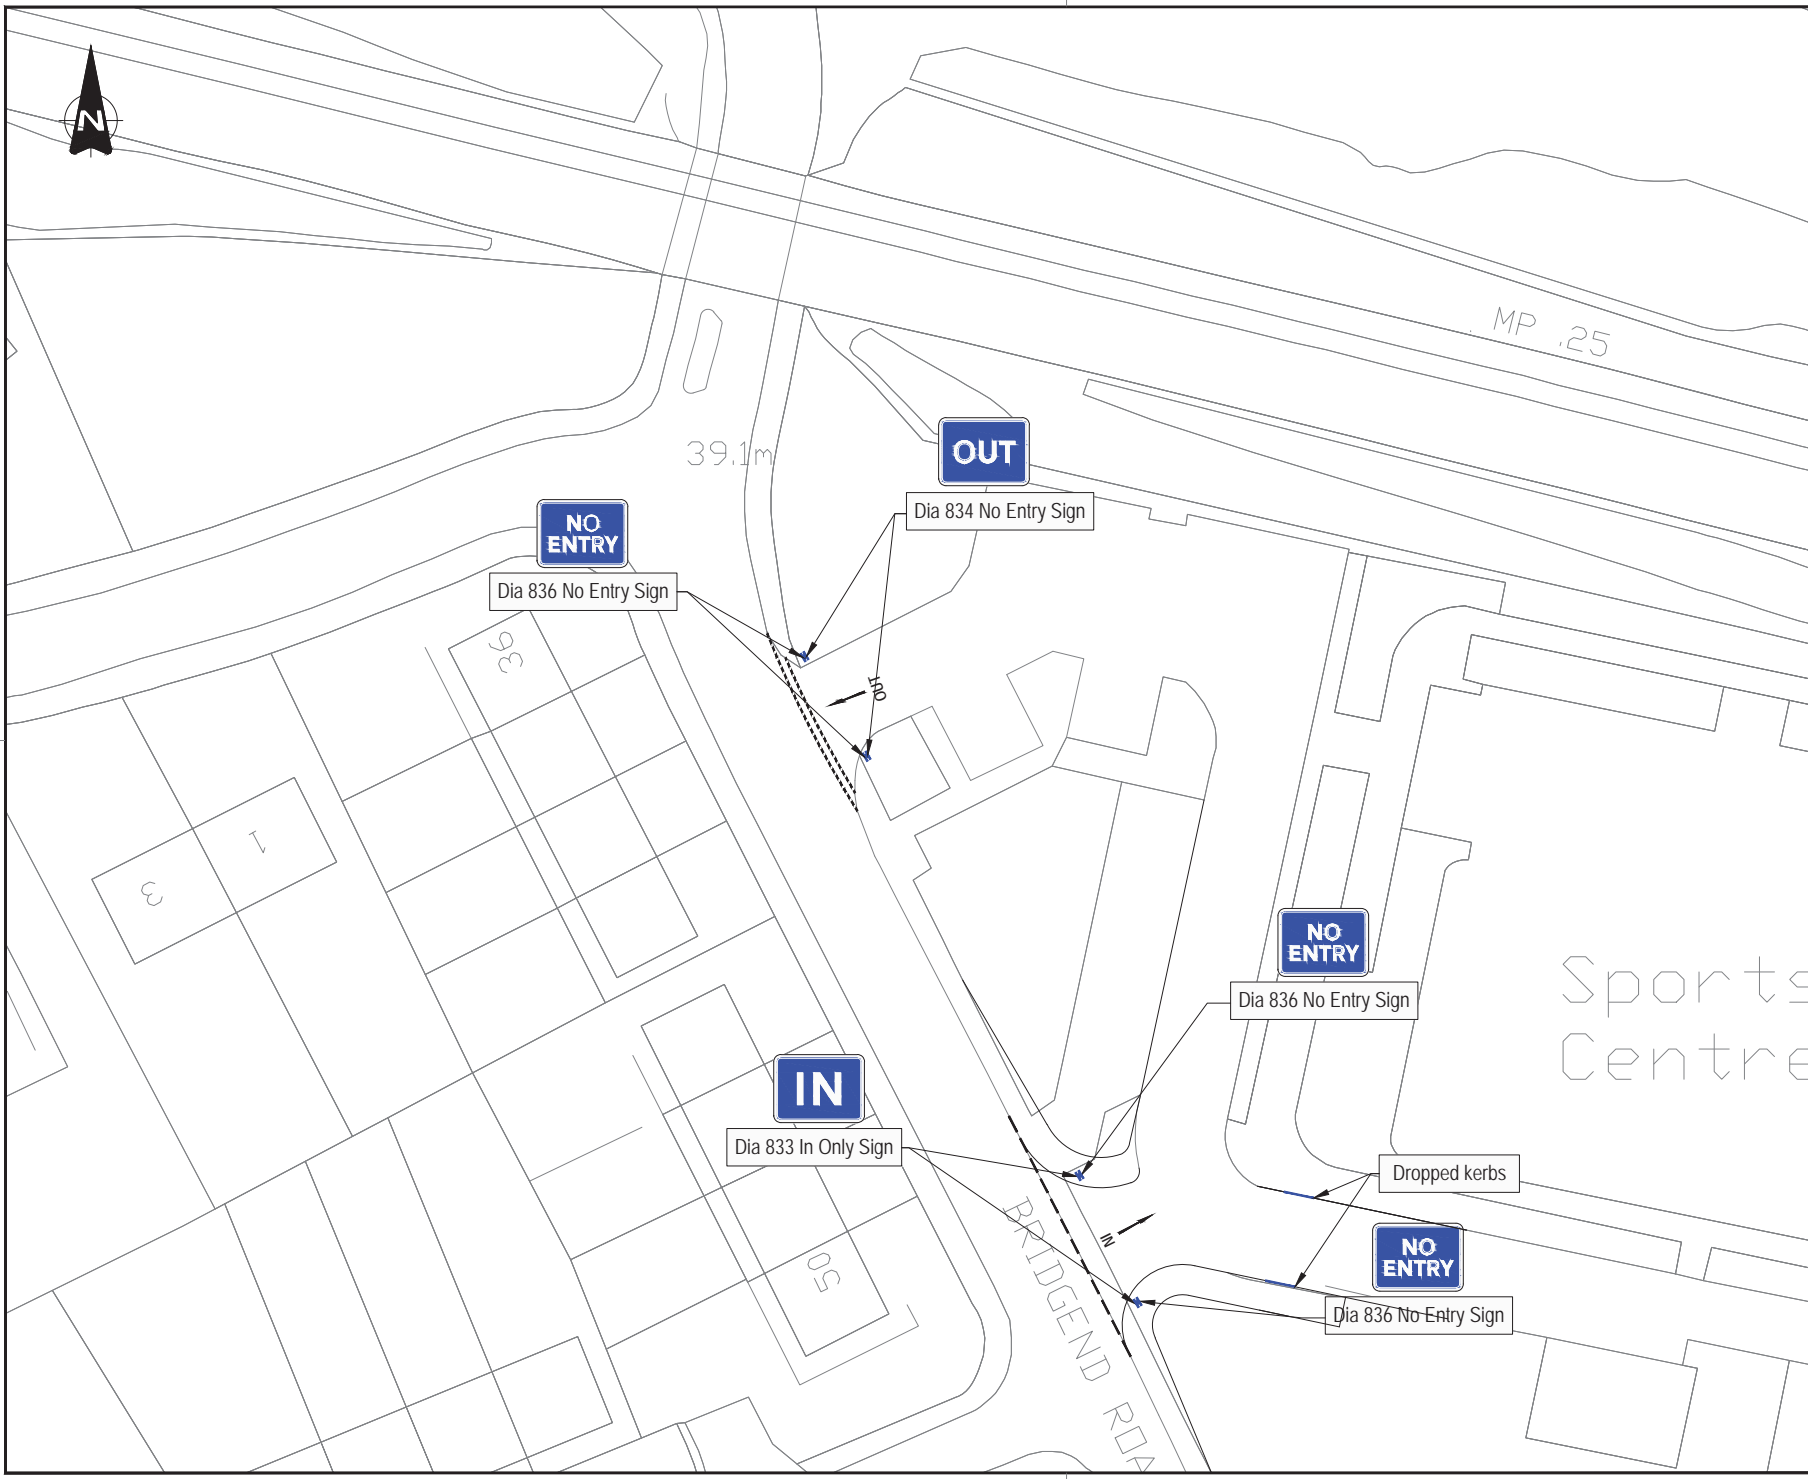 N
MP .25
OUT
39.1m
Dia 834 No Entry Sign
NO
ENTRY
Dia 836 No Entry Sign
36
OUT
1
3
NO
ENTRY
Sports
Dia 836 No Entry Sign
Centre
IN
Dia 833 In Only Sign
Dropped kerbs
IN
NO
ENTRY
50
Dia 836 No Entry Sign
BRIDGEND ROA